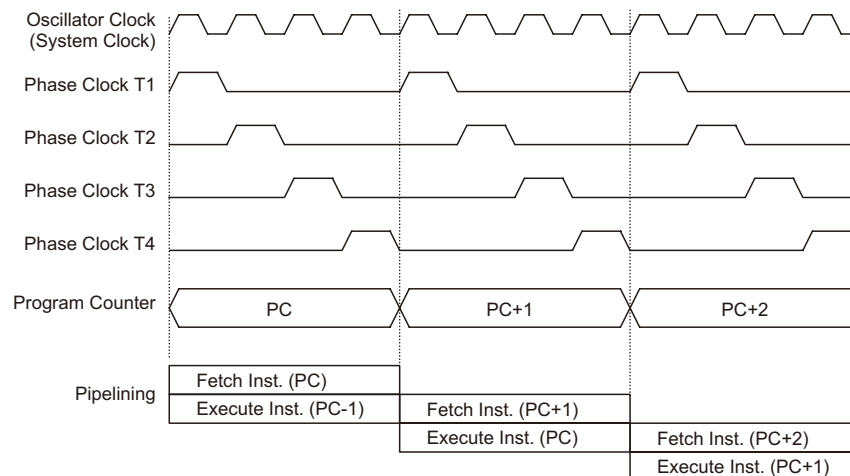 Oscillator Clock
(System Clock)
Phase Clock T1
Phase Clock T2
Phase Clock T3
Phase Clock T4
Program Counter
PC
PC+1
PC+2
Pipelining
Fetch Inst. (PC)
Execute Inst. (PC-1)
Fetch Inst. (PC+1)
Execute Inst. (PC)
Fetch Inst. (PC+2)
Execute Inst. (PC+1)